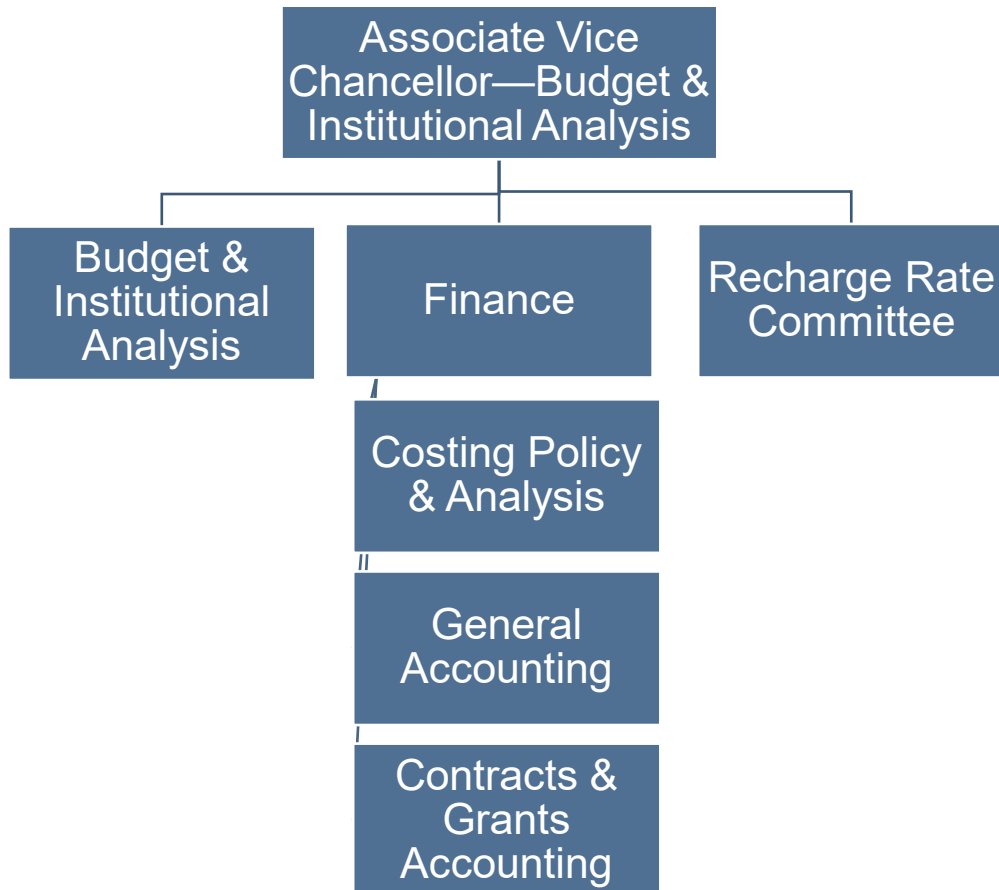 Associate Vice
Chancellor—Budget &
Institutional Analysis
Budget &
Institutional
Analysis
Finance
Recharge Rate
Committee
Costing Policy
& Analysis
General
Accounting
Contracts &
Grants
Accounting